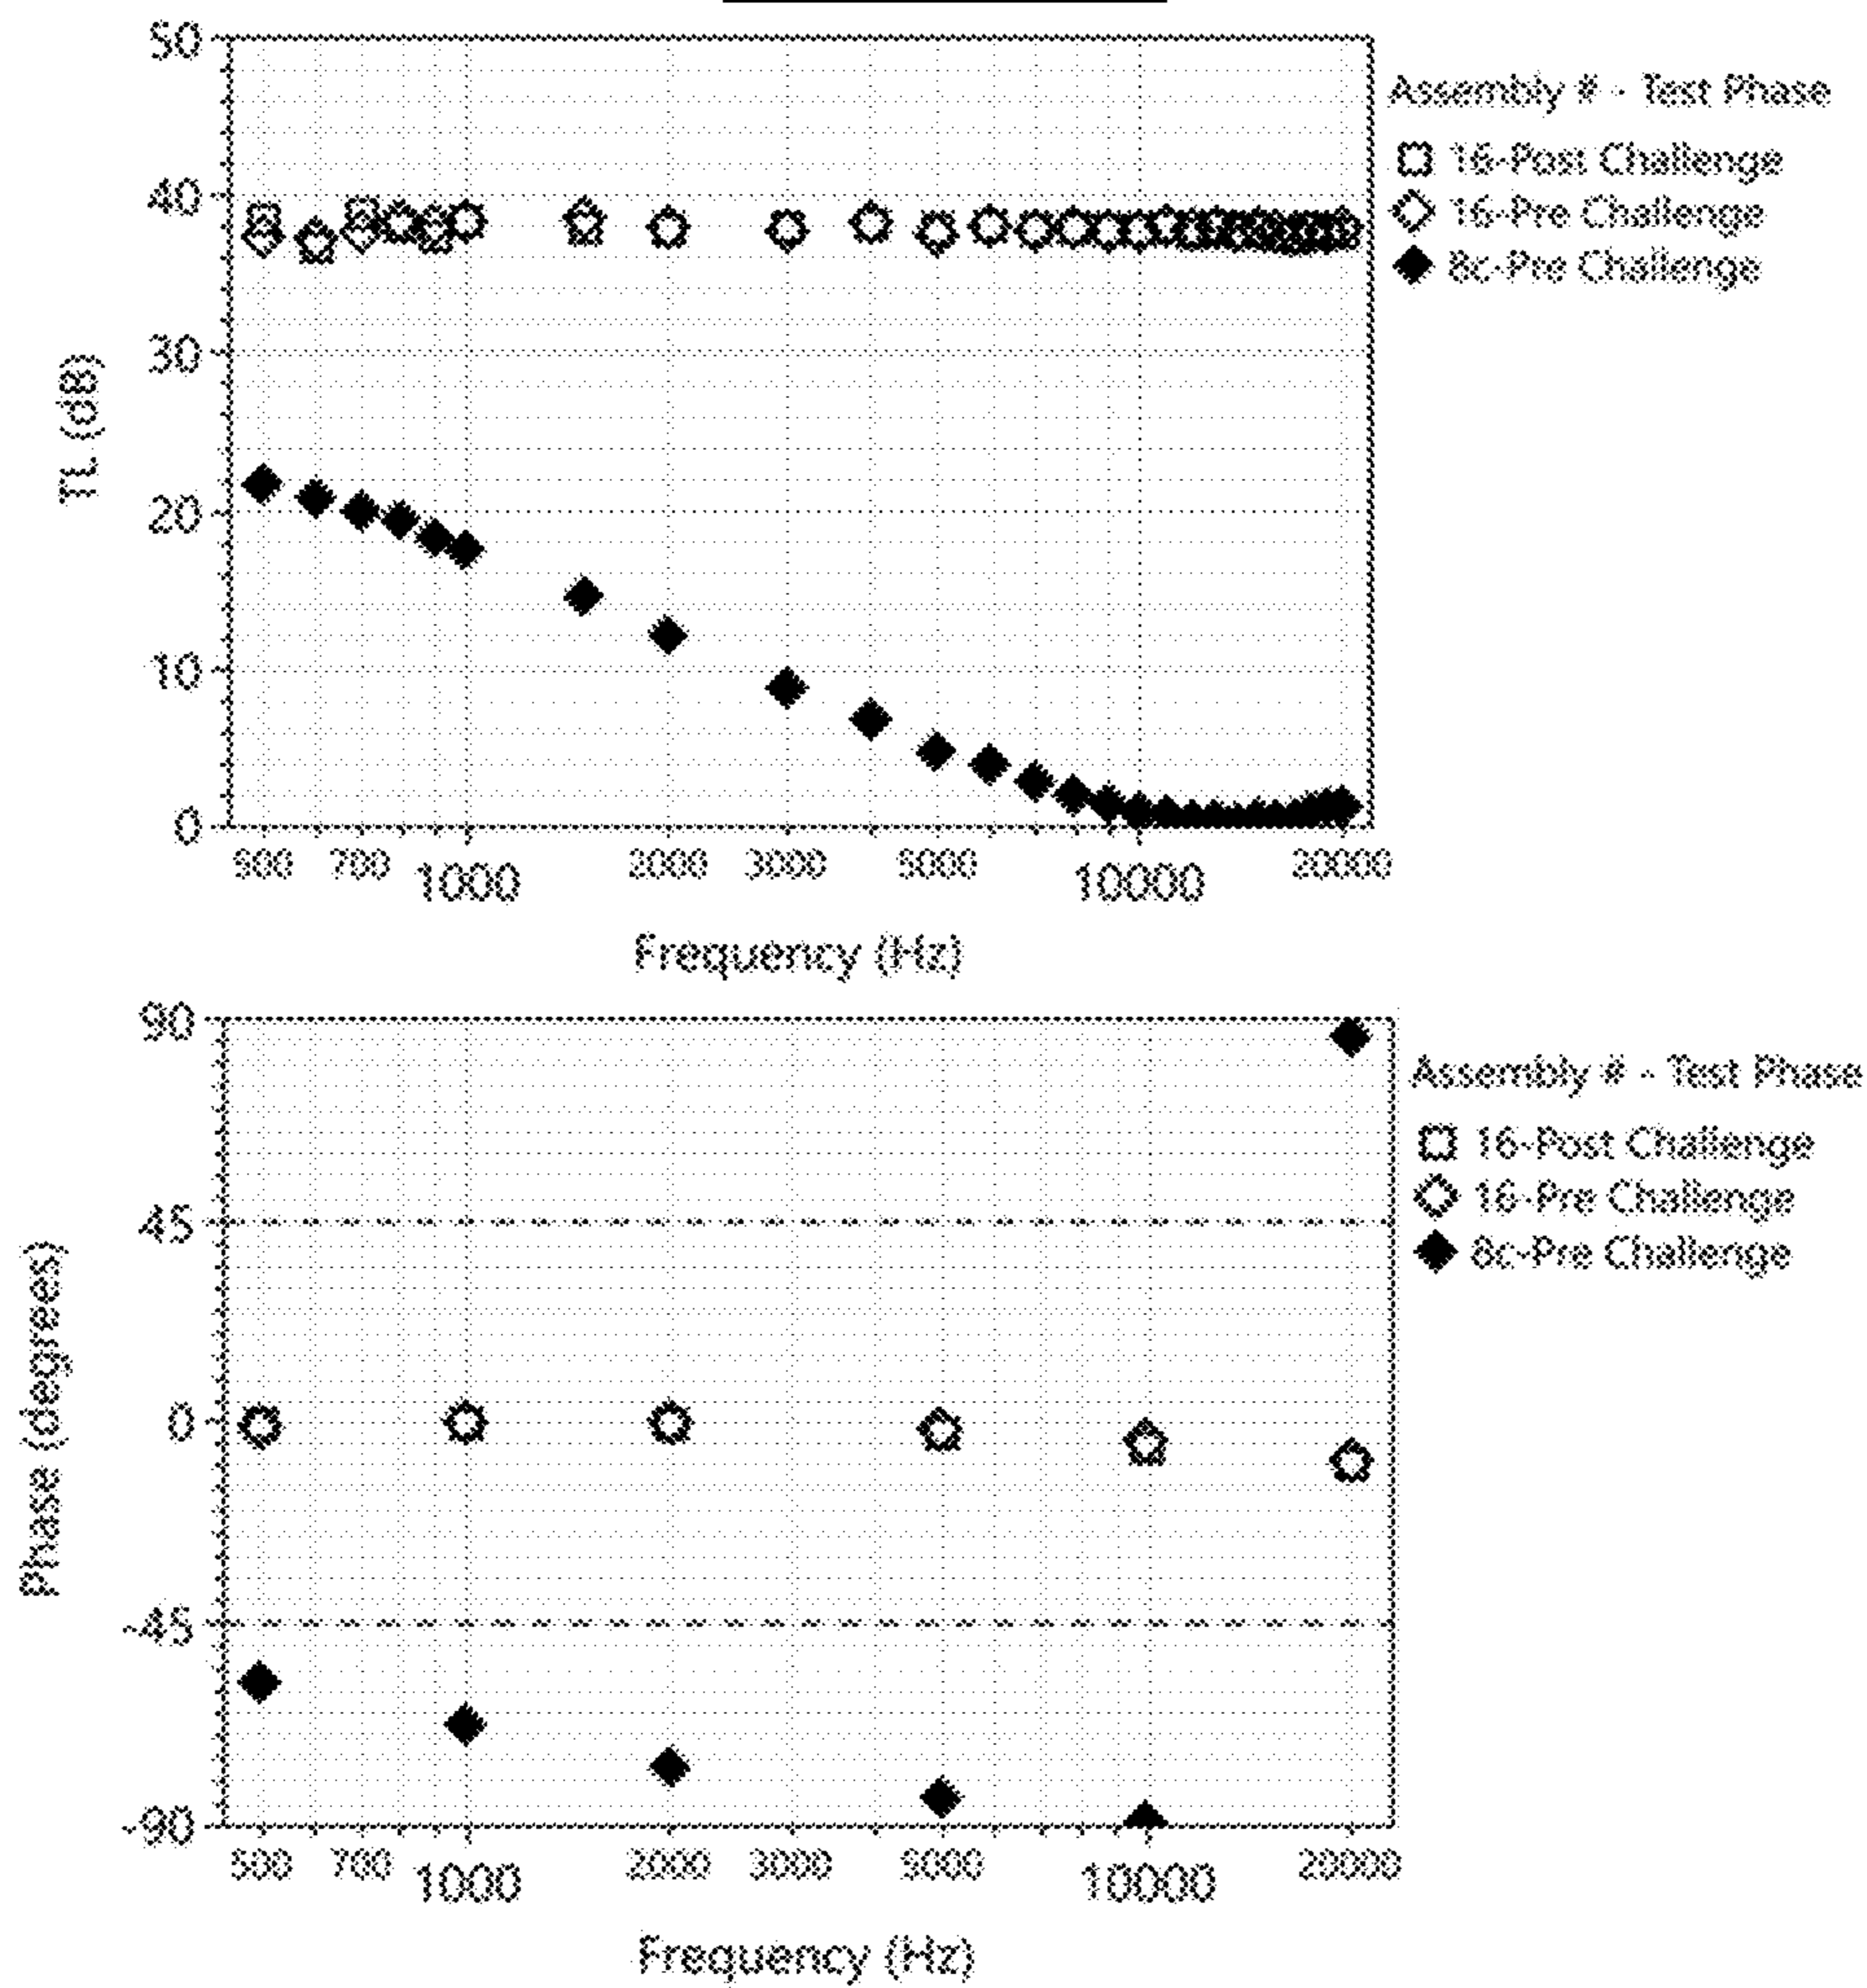 50
40
30
20
10
0
TL (dB)
500 700 1000 2000 3000 5000 10000 20000
Frequency (Hz)
Assembly # - Test Phase
16-Post Challenge
16-Pre Challenge
8c-Pre Challenge
90
45
0
-45
-90
Phase (degrees)
500 700 1000 2000 3000 5000 10000 20000
Frequency (Hz)
Assembly # - Test Phase
16-Post Challenge
16-Pre Challenge
8c-Pre Challenge